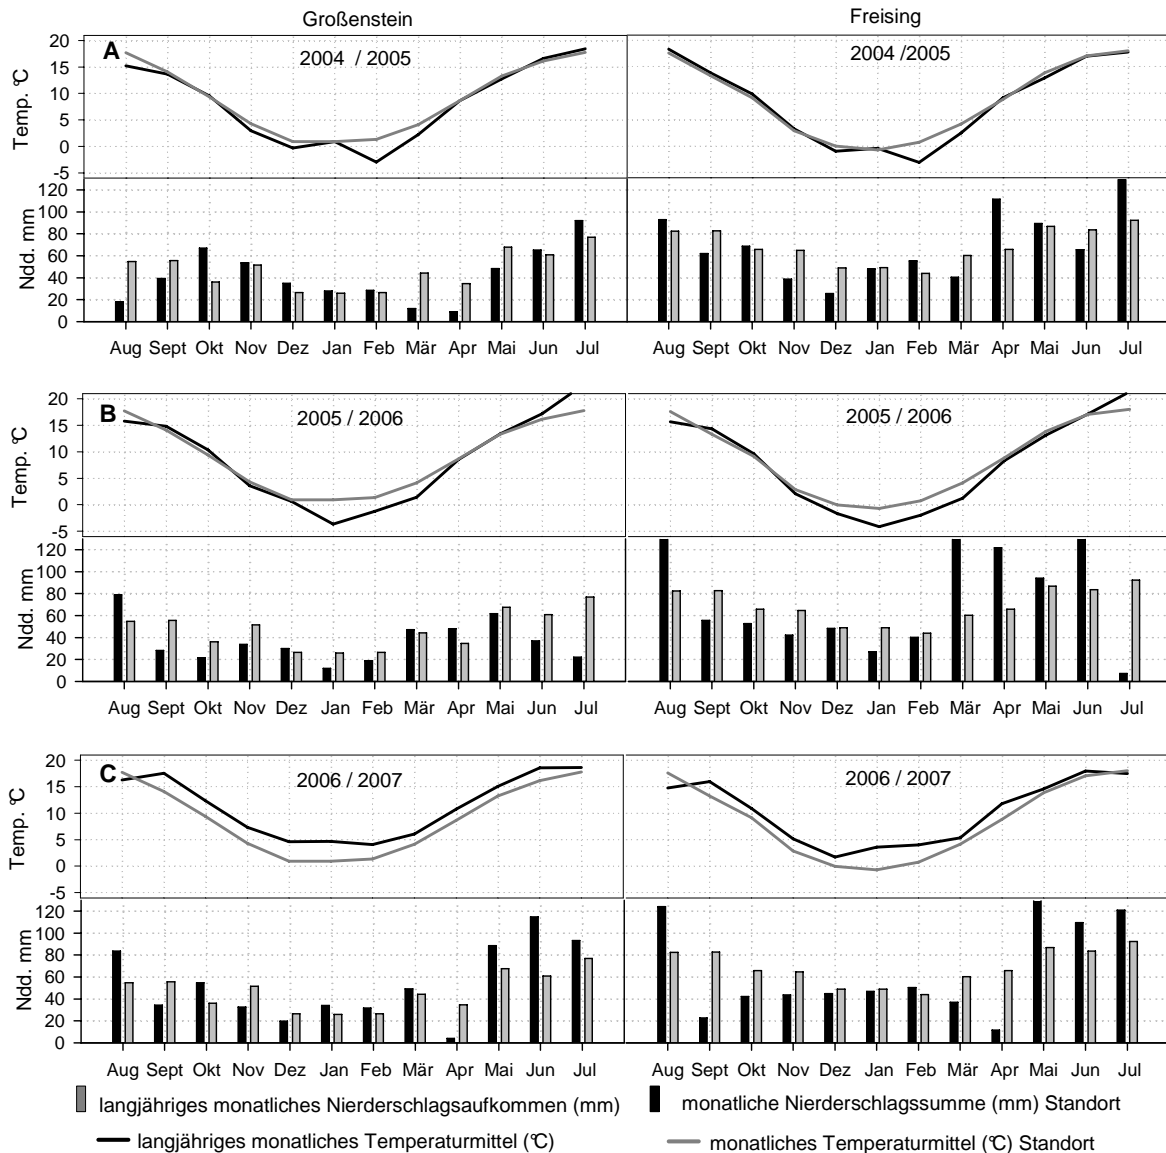 Großenstein
Freising
A
2004 / 2005
2004 /2005
Temp. °C
20
15
10
5
0
-5
Ndd. mm
120
100
80
60
40
20
0
Aug Sept Okt Nov Dez Jan Feb Mär Apr Mai Jun Jul
Aug Sept Okt Nov Dez Jan Feb Mär Apr Mai Jun Jul
B
2005 / 2006
2005 / 2006
Temp. °C
20
15
10
5
0
-5
Ndd. mm
120
100
80
60
40
20
0
Aug Sept Okt Nov Dez Jan Feb Mär Apr Mai Jun Jul
Aug Sept Okt Nov Dez Jan Feb Mär Apr Mai Jun Jul
C
2006 / 2007
2006 / 2007
Temp. °C
20
15
10
5
0
-5
Ndd. mm
120
100
80
60
40
20
0
Aug Sept Okt Nov Dez Jan Feb Mär Apr Mai Jun Jul
Aug Sept Okt Nov Dez Jan Feb Mär Apr Mai Jun Jul
langjähriges monatliches Nierderschlagsaufkommen (mm)
monatliche Nierderschlagssumme (mm) Standort
langjähriges monatliches Temperaturmittel (°C)
monatliches Temperaturmittel (°C) Standort